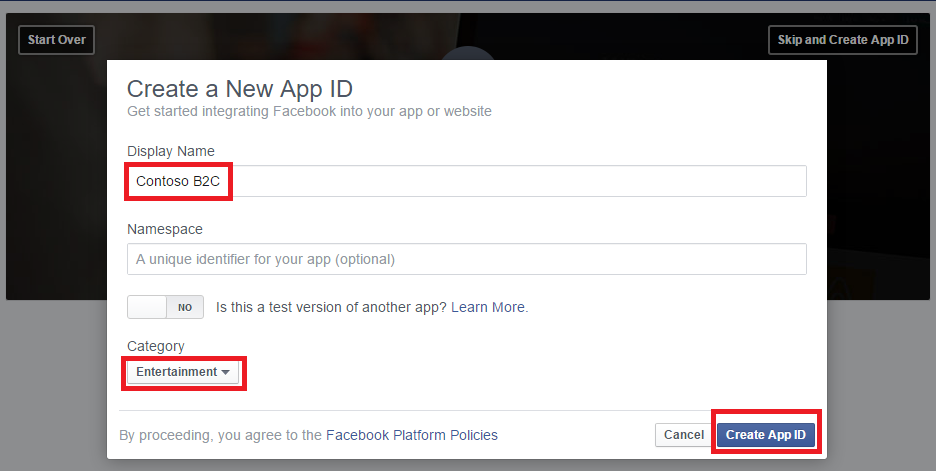 Start Over
Skip and Create App ID
Create a New App ID
Get started integrating Facebook into your app or website
Display Name
Contoso B2C
Namespace
A unique identifier for your app (optional)
NO Is this a test version of another app? Learn More.
Category
Entertainment
By proceeding, you agree to the Facebook Platform Policies
Cancel
Create App ID